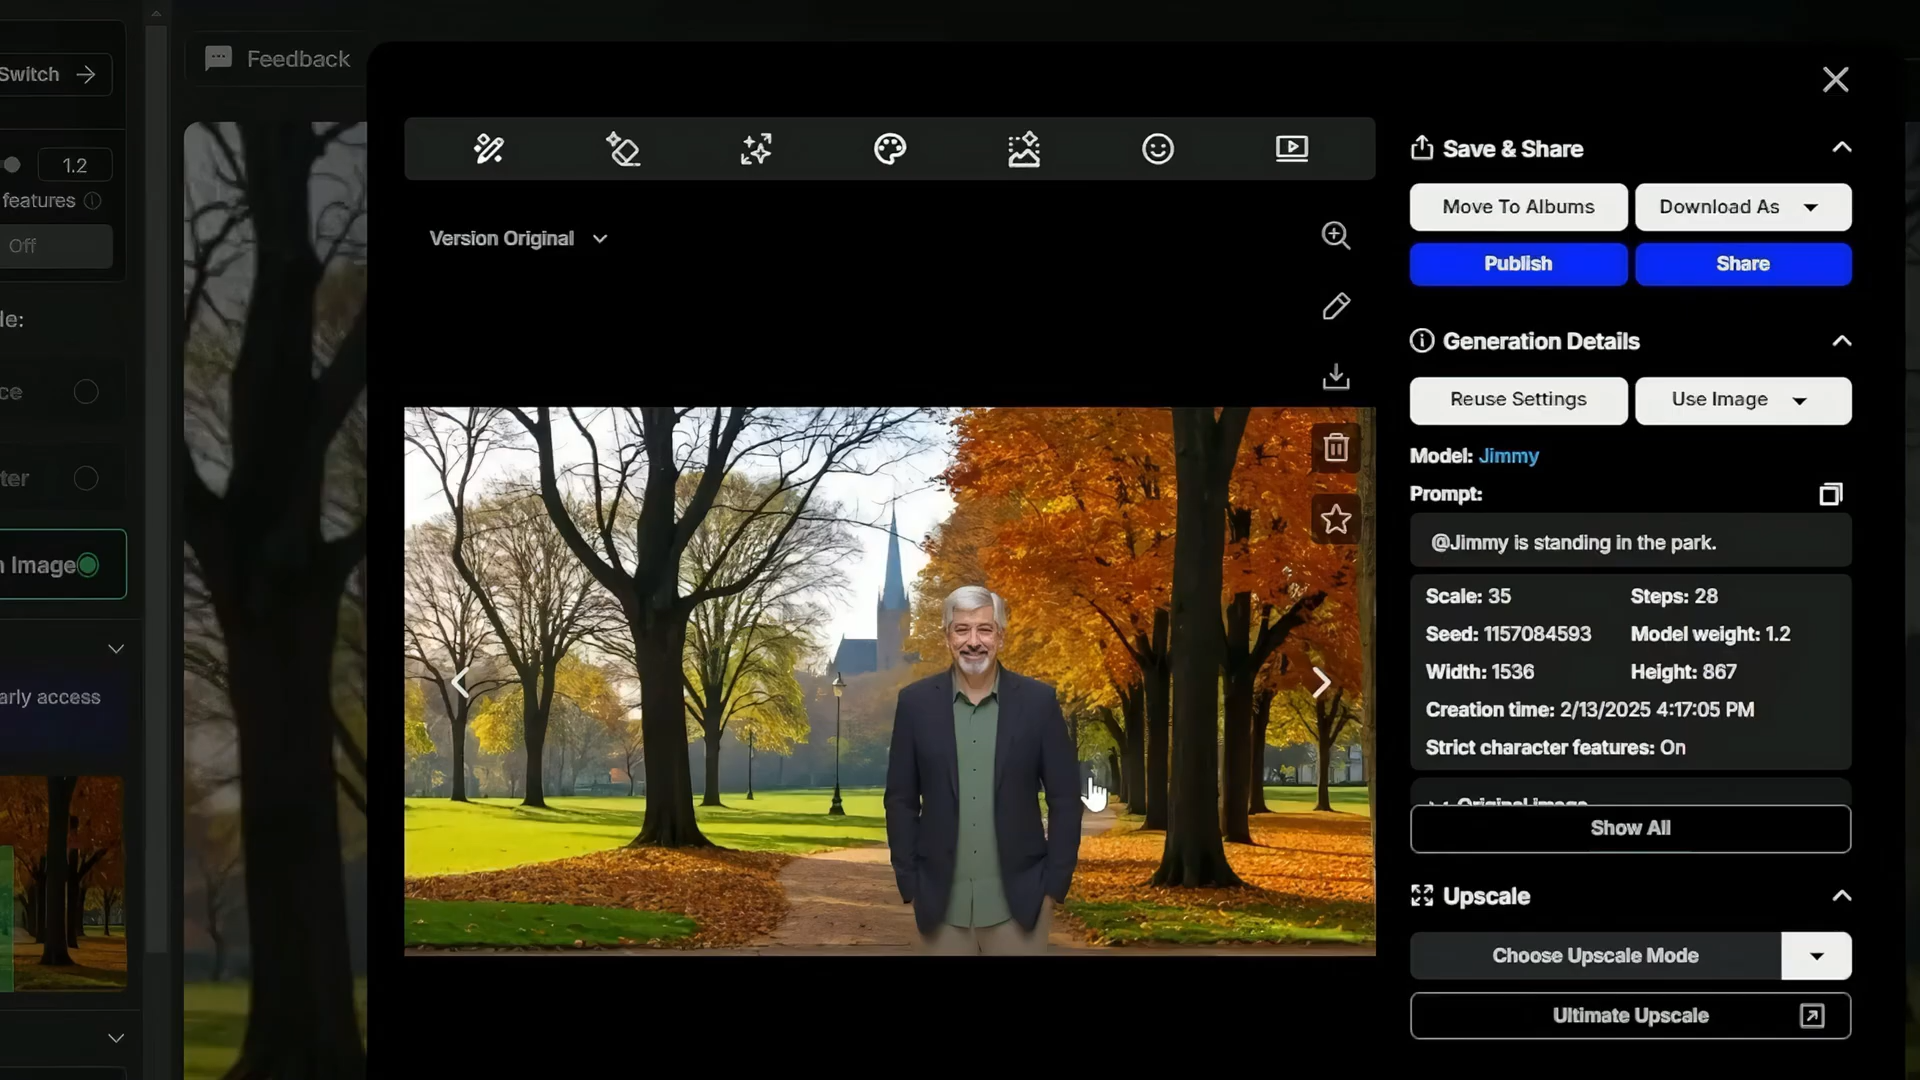 Switch
1.2
features
Off
Feedback
Version Original
Save & Share
Move To Albums
Download As
Publish
Share
Generation Details
Reuse Settings
Use Image
Model: Jimmy
Prompt:
@Jimmy is standing in the park.
Scale: 35
Steps: 28
Seed: 1157084593
Model weight: 1.2
Width: 1536
Height: 867
Creation time: 2/13/2025 4:17:05 PM
Strict character features: On
Original image
Show All
Upscale
Choose Upscale Mode
Ultimate Upscale
le:
ce
ter
n Image
arly access